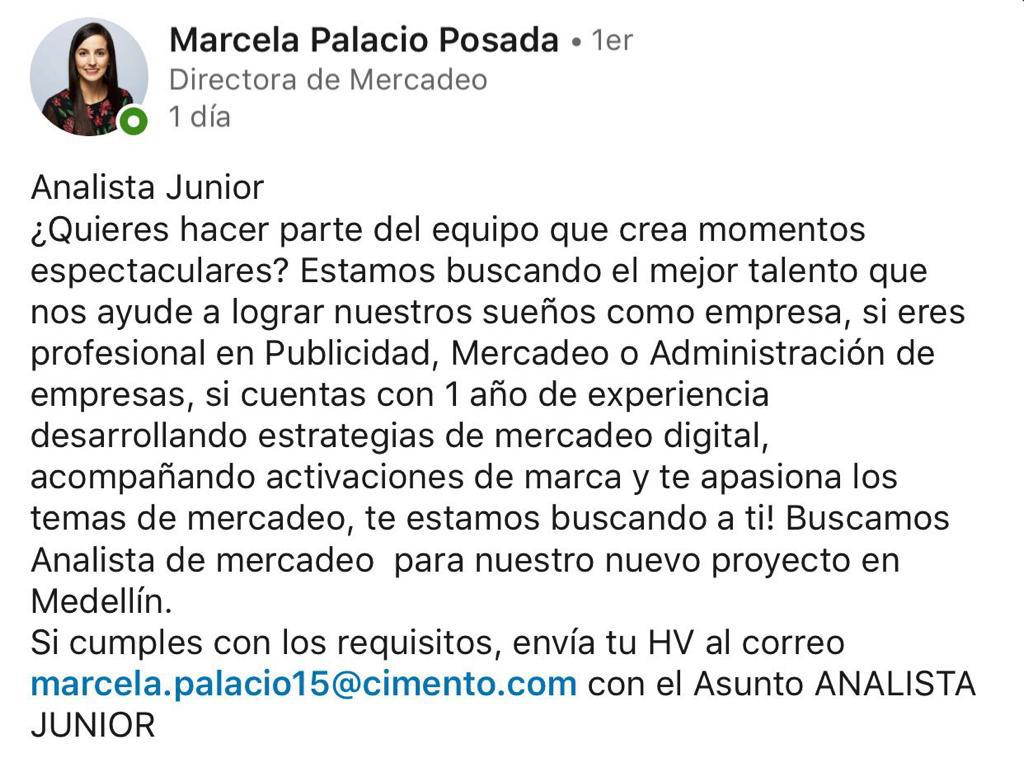 Marcela Palacio Posada • 1er
Directora de Mercadeo
1 día
Analista Junior
¿Quieres hacer parte del equipo que crea momentos
espectaculares? Estamos buscando el mejor talento que
nos ayude a lograr nuestros sueños como empresa, si eres
profesional en Publicidad, Mercadeo o Administración de
empresas, si cuentas con 1 año de experiencia
desarrollando estrategias de mercadeo digital,
acompañando activaciones de marca y te apasiona los
temas de mercadeo, te estamos buscando a ti! Buscamos
Analista de mercadeo  para nuestro nuevo proyecto en
Medellín.
Si cumples con los requisitos, envía tu HV al correo
marcela.palacio15@cimento.com con el Asunto ANALISTA
JUNIOR